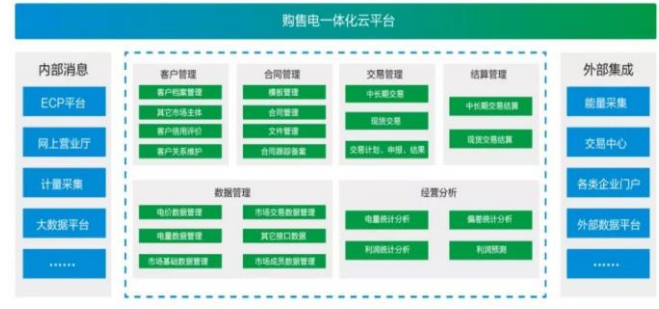 购售电一体化云平台
内部消息
ECP平台
网上营业厅
计量采集
大数据平台
......
客户管理
客户档案管理
其它市场主体
客户信用评价
客户关系维护
合同管理
模板管理
合同管理
文件管理
合同跟踪备案
交易管理
中长期交易
现货交易
交易计划、申报、结果
结算管理
中长期交易结算
现货交易结算
数据管理
电价数据管理
市场交易数据管理
电量数据管理
其它接口数据
市场基础数据管理
市场成员数据管理
经营分析
电量统计分析
偏差统计分析
利润统计分析
利润预测
外部集成
能量采集
交易中心
各类企业门户
外部数据平台
......